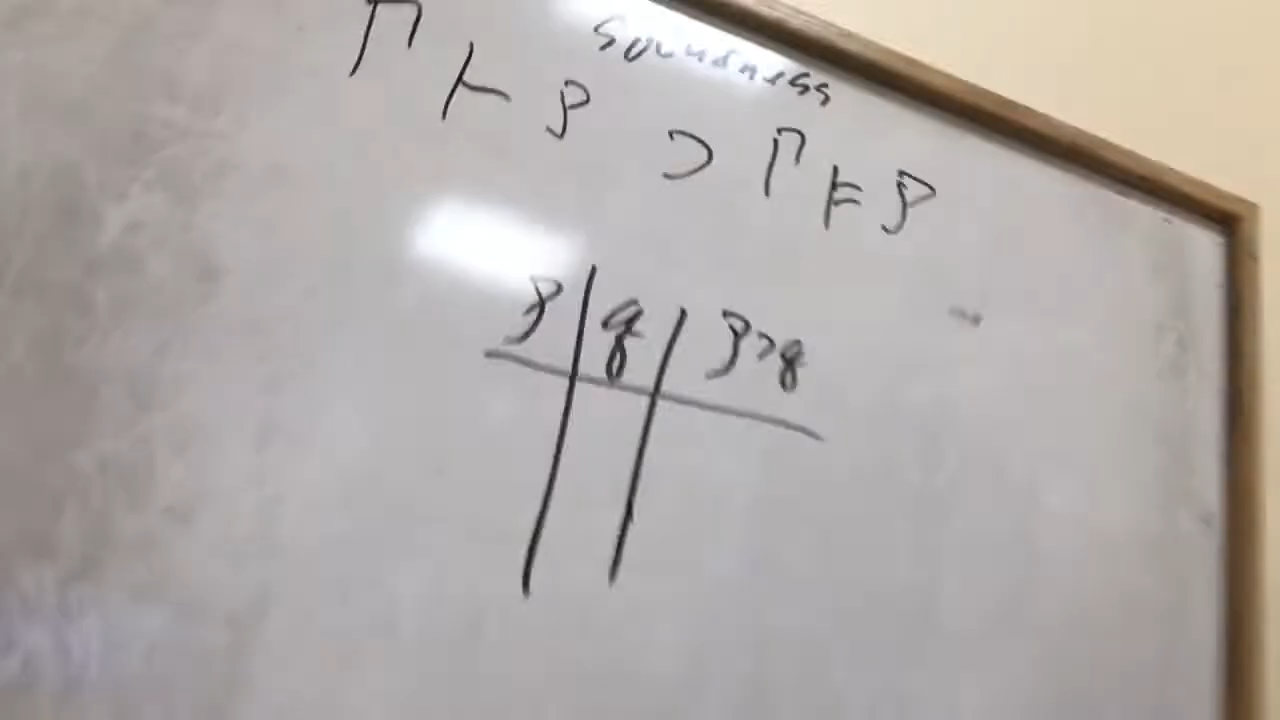 Soundness
Γ ⊢ P ⊃ Γ ⊨ P
P | q | P⊃q